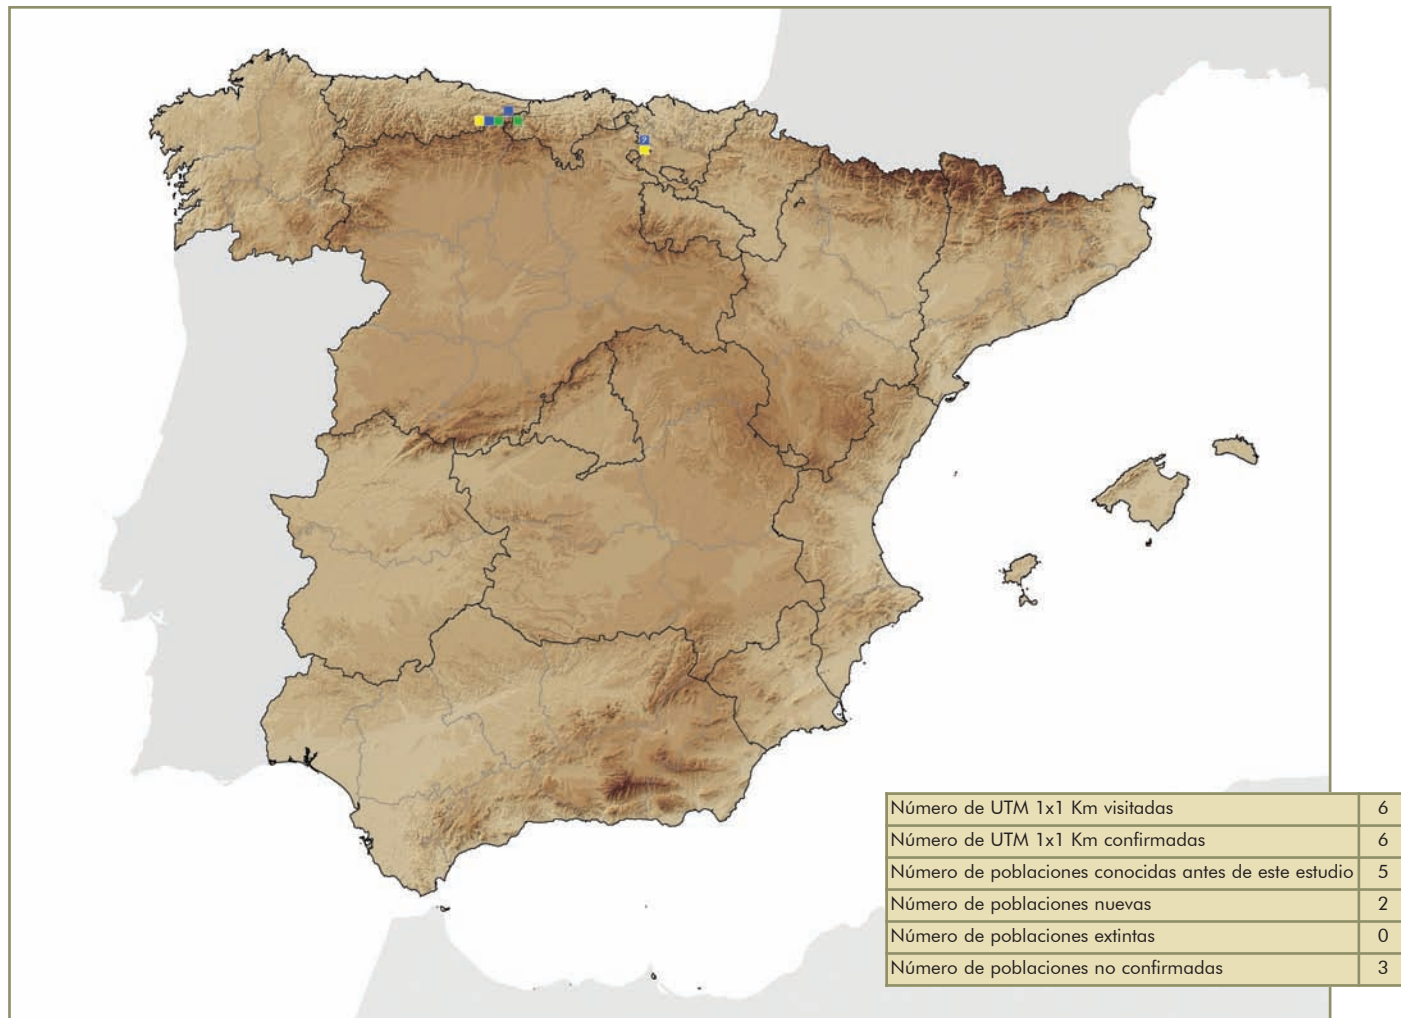 ?
Número de UTM 1x1 Km visitadas 6
Número de UTM 1x1 Km confirmadas 6
Número de poblaciones conocidas antes de este estudio 5
Número de poblaciones nuevas 2
Número de poblaciones extintas 0
Número de poblaciones no confirmadas 3